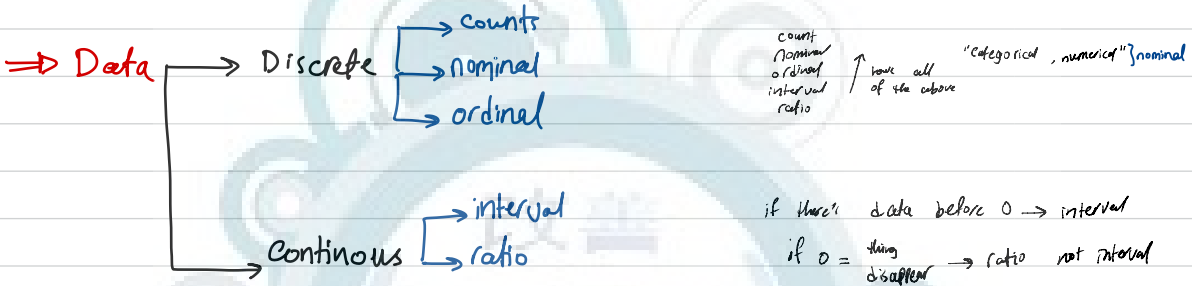 ⇒ Data
Discrete
counts
nominal
ordinal
Continous
interval
ratio
count
nominal
ordinal
interval
ratio
have all
of the above
"Categorical , numerical" } nominal
if there's data before 0 → interval
if 0 = thing disappear → ratio not interval